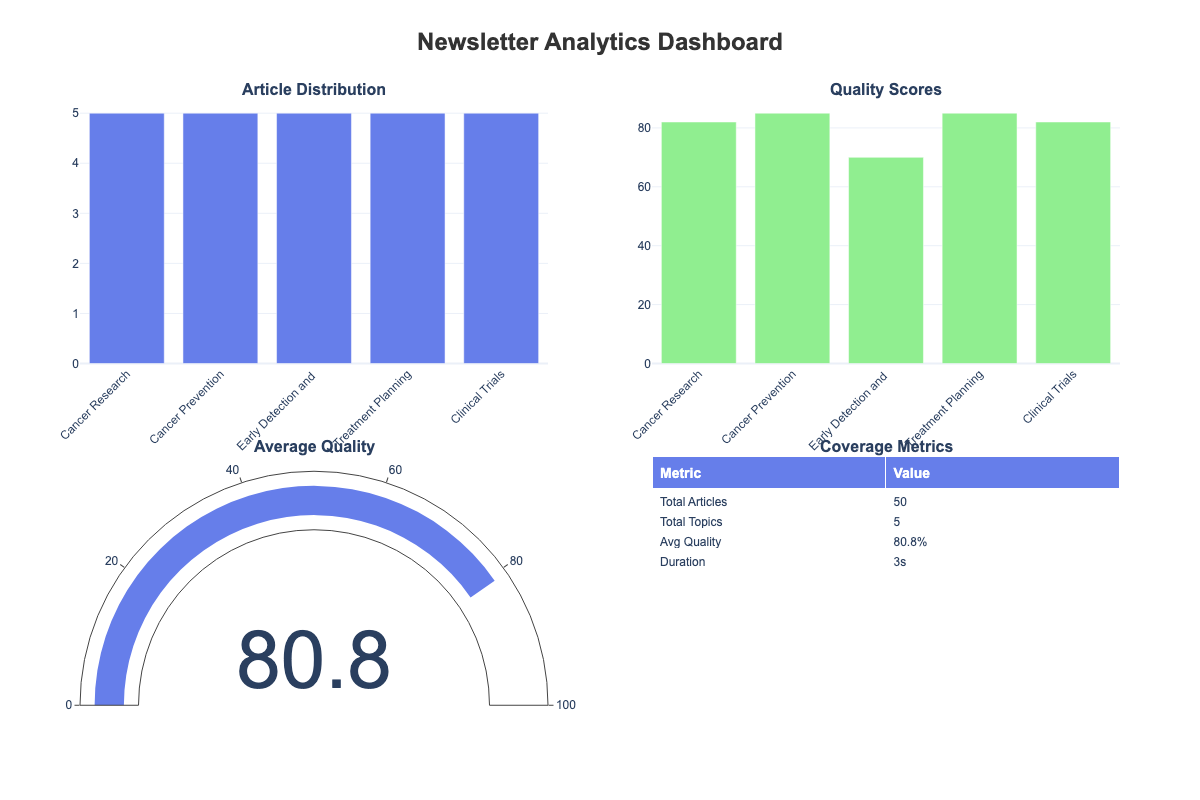 Newsletter Analytics Dashboard
Article Distribution
5
4
3
2
1
0
Cancer Research
Cancer Prevention
Early Detection and
Treatment Planning
Clinical Trials
Quality Scores
80
60
40
20
0
Cancer Research
Cancer Prevention
Early Detection and
Treatment Planning
Clinical Trials
Average Quality
0
20
40
60
80
100
80.8
Coverage Metrics
Metric Value
Total Articles 50
Total Topics 5
Avg Quality 80.8%
Duration 3s